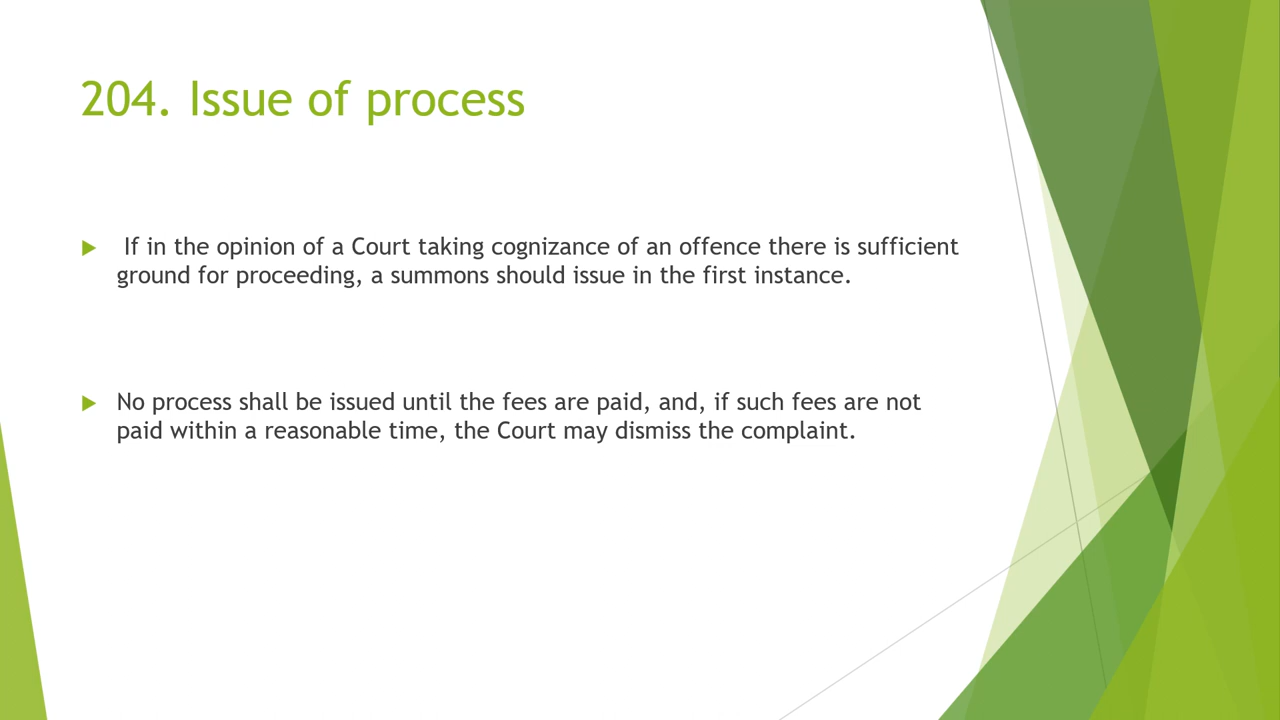 204. Issue of process
If in the opinion of a Court taking cognizance of an offence there is sufficient
ground for proceeding, a summons should issue in the first instance.
No process shall be issued until the fees are paid, and, if such fees are not
paid within a reasonable time, the Court may dismiss the complaint.